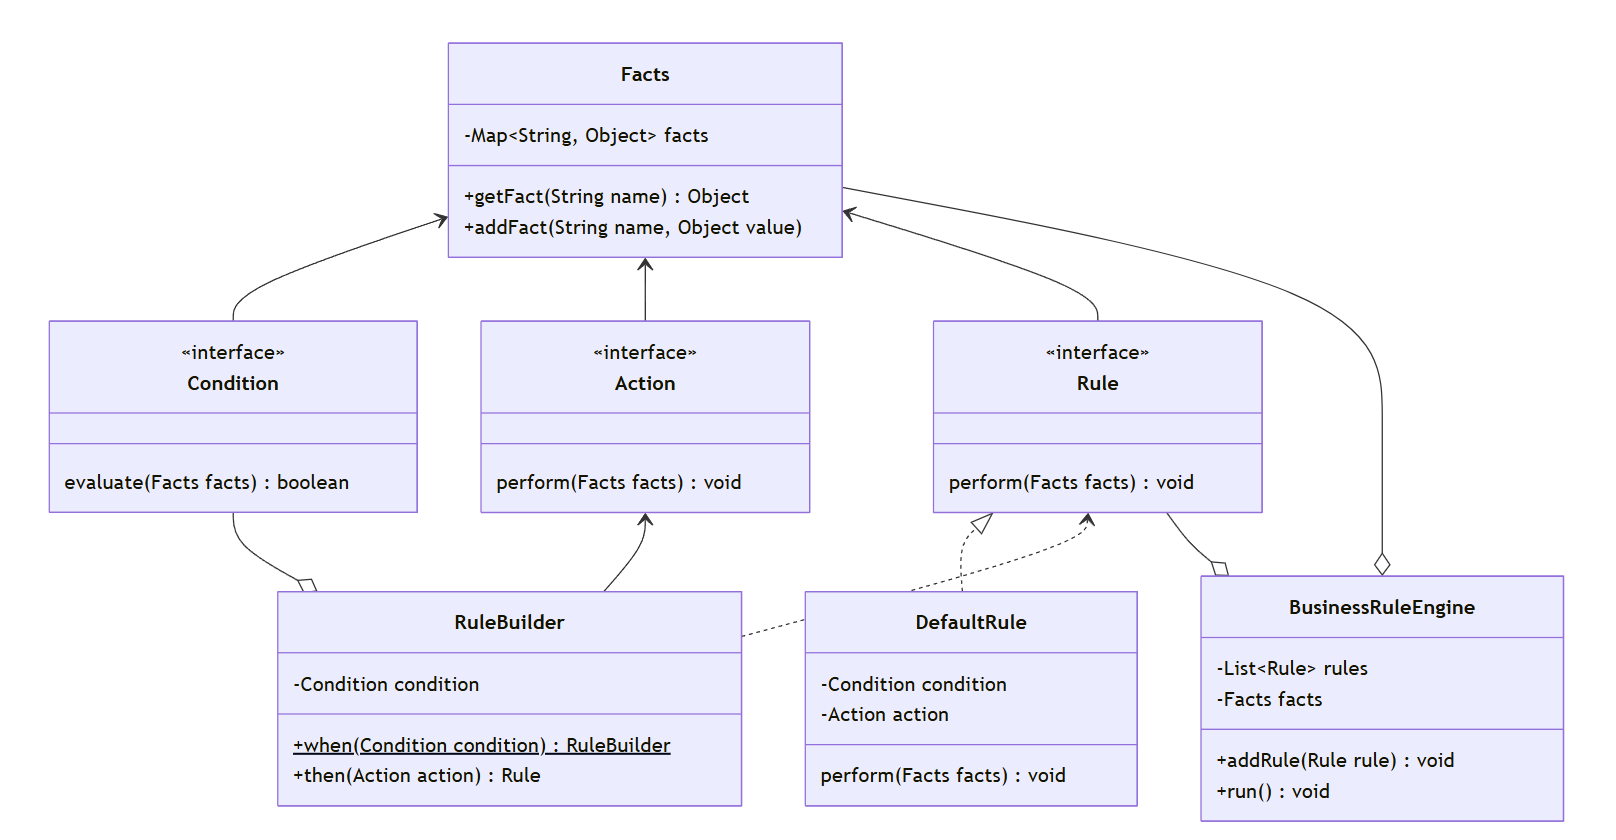 Facts
-Map<String, Object> facts
+getFact(String name) : Object
+addFact(String name, Object value)
«interface»
Condition
evaluate(Facts facts) : boolean
«interface»
Action
perform(Facts facts) : void
«interface»
Rule
perform(Facts facts) : void
RuleBuilder
-Condition condition
+when(Condition condition) : RuleBuilder
+then(Action action) : Rule
DefaultRule
-Condition condition
-Action action
perform(Facts facts) : void
BusinessRuleEngine
-List<Rule> rules
-Facts facts
+addRule(Rule rule) : void
+run() : void